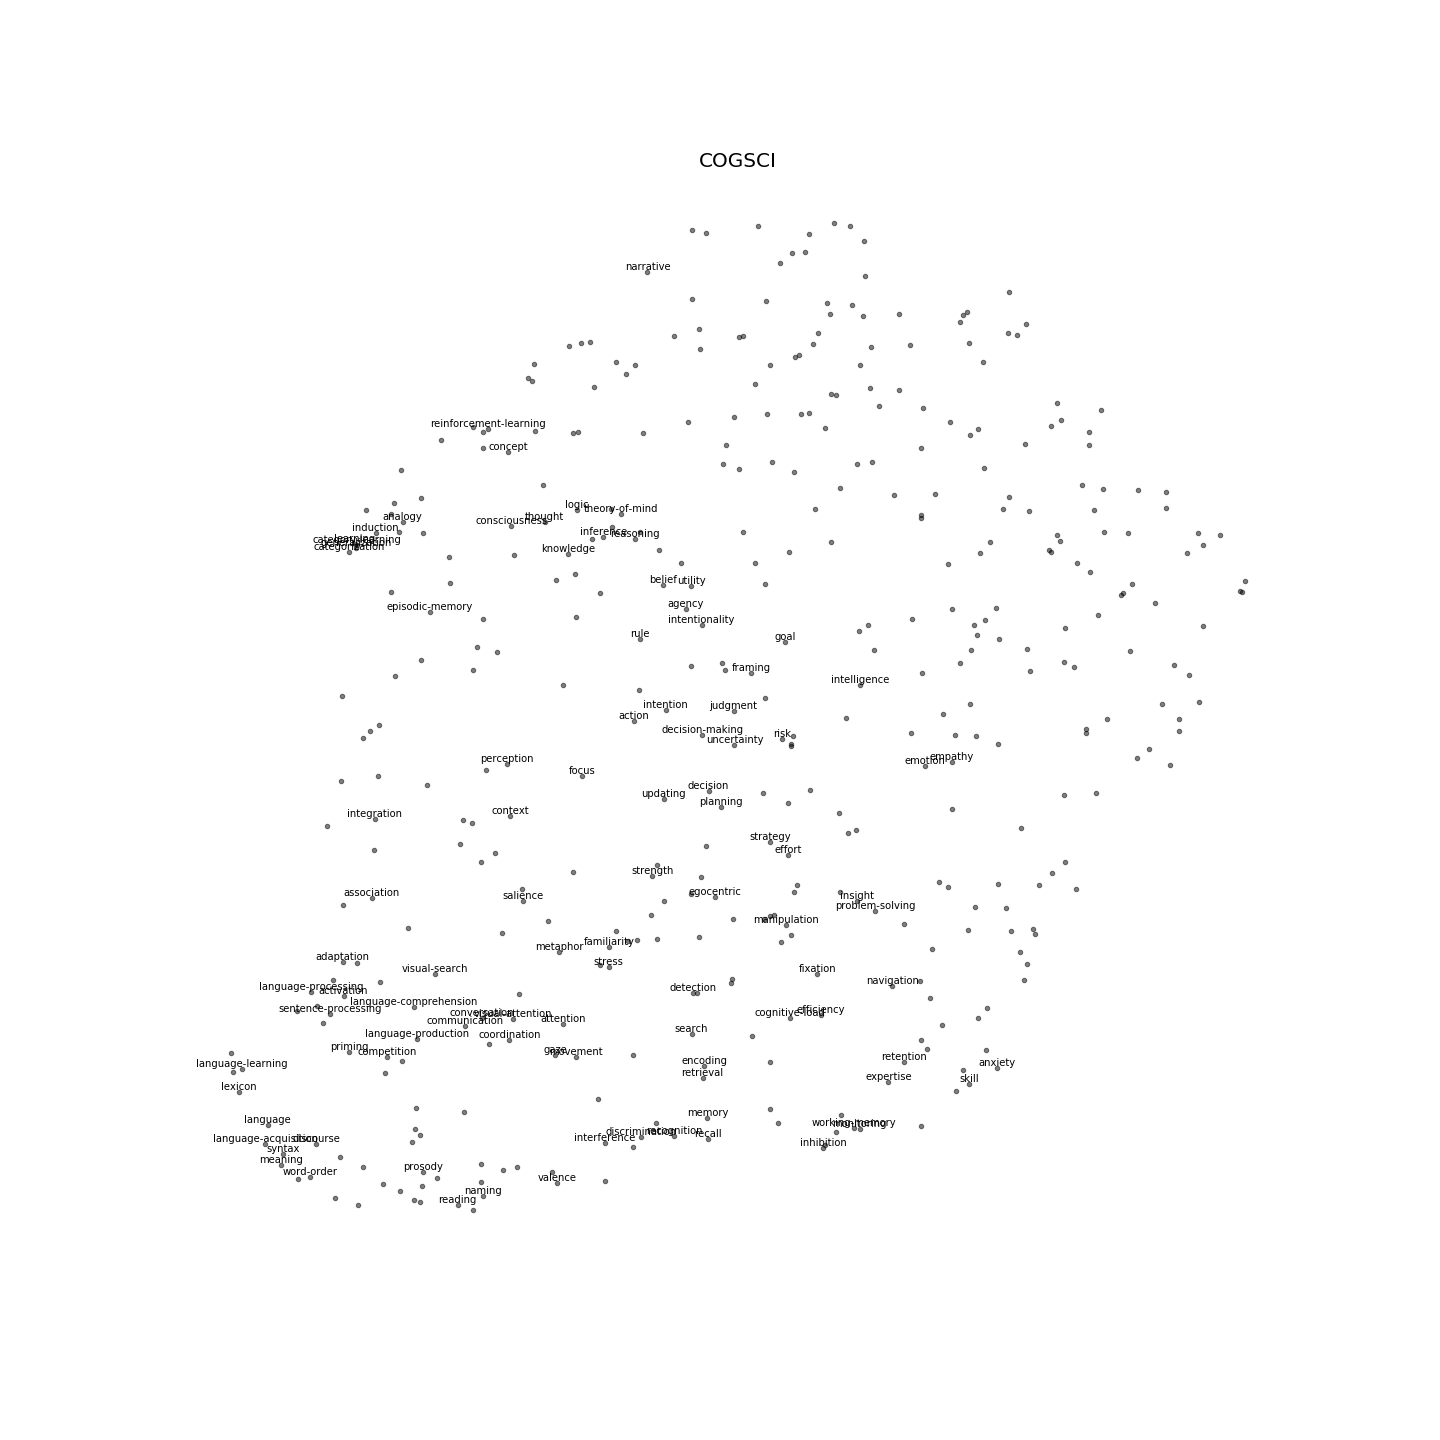 COGSCI
narrative
reinforcement-learning
concept
logic
theory-of-mind
analogy
thought
consciousness
induction
inference
reasoning
learning
generalization
categorization
knowledge
belief
utility
agency
episodic-memory
intentionality
rule
goal
framing
intelligence
intention
judgment
action
decision-making
risk
uncertainty
perception
emotion
empathy
focus
decision
updating
planning
integration
context
strategy
effort
strength
association
salience
egocentric
insight
problem-solving
manipulation
familiarity
metaphor
adaptation
stress
visual-search
fixation
navigation
language-processing
activation
detection
language-comprehension
sentence-processing
conversation
visual-attention
cognitive-load
efficiency
communication
attention
search
language-production
coordination
priming
competition
gaze
movement
retention
encoding
language-learning
anxiety
retrieval
expertise
skill
lexicon
memory
language
working-memory
monitoring
discrimination
recognition
recall
language-acquisition
discourse
interference
inhibition
syntax
meaning
word-order
prosody
valence
naming
reading